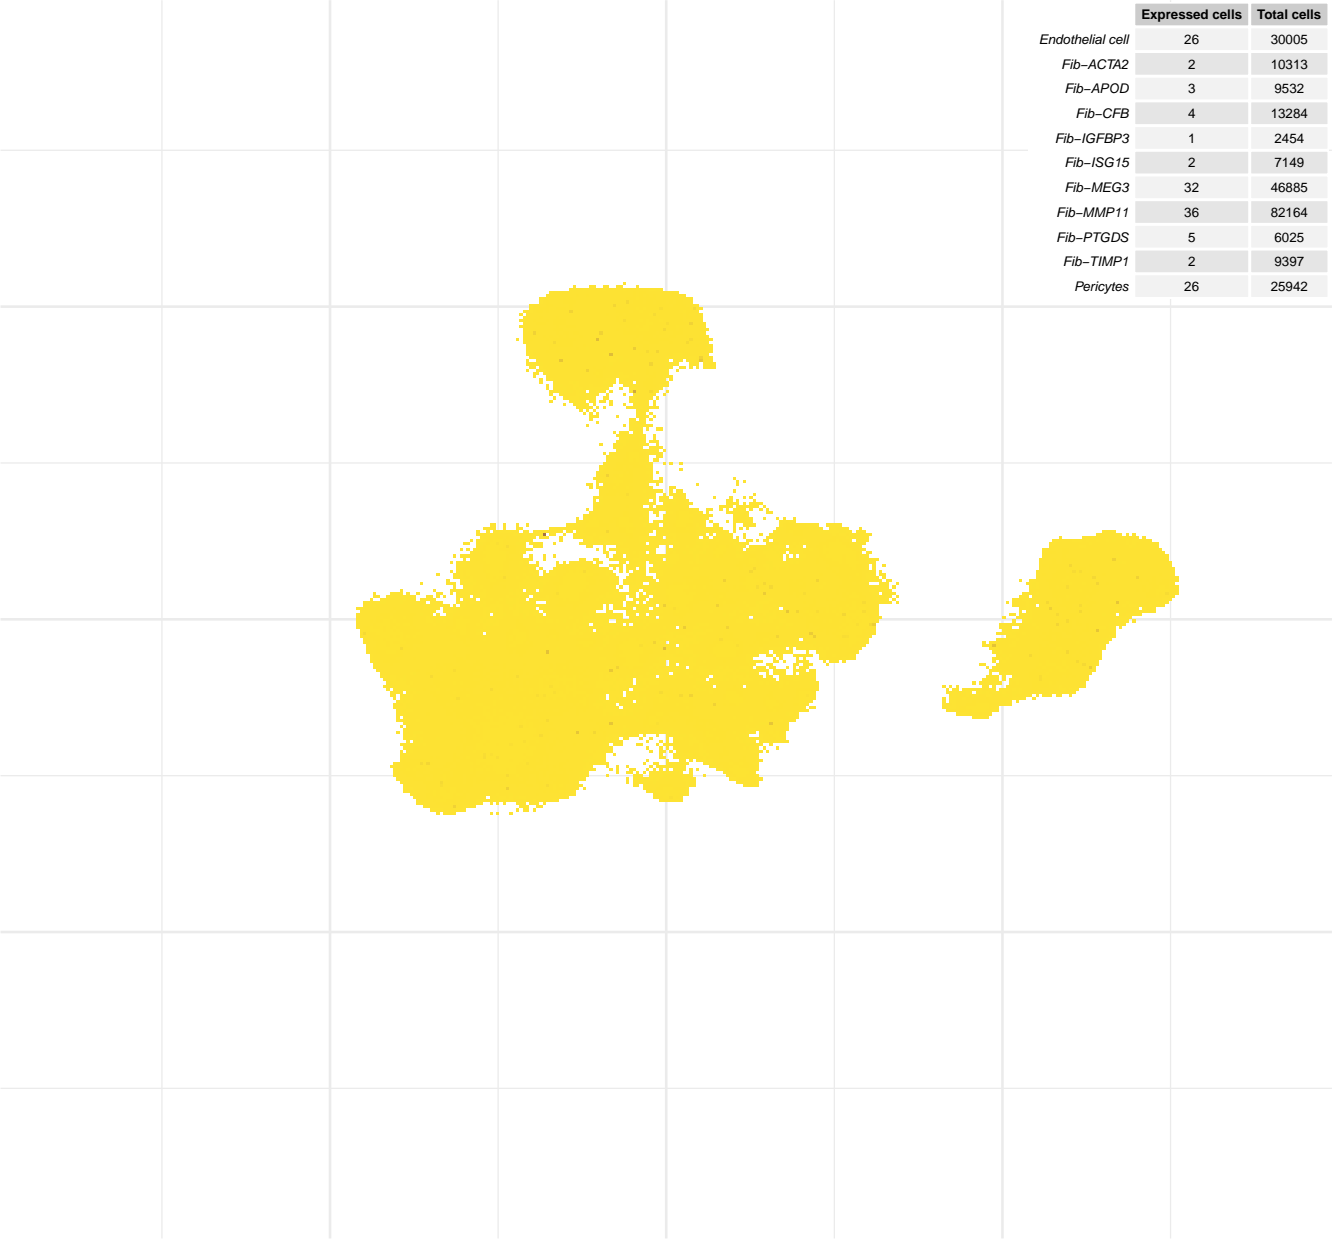 Expressed cells Total cells
Endothelial cell 26 30005
Fib−ACTA2 2 10313
Fib−APOD 3 9532
Fib−CFB 4 13284
Fib−IGFBP3 1 2454
Fib−ISG15 2 7149
Fib−MEG3 32 46885
Fib−MMP11 36 82164
Fib−PTGDS 5 6025
Fib−TIMP1 2 9397
Pericytes 26 25942